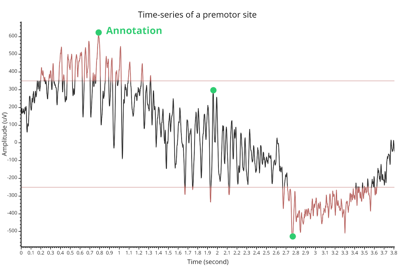 Time-series of a premotor site
Annotation
Amplitude (uV)
600
500
400
300
200
100
0
-100
-200
-300
-400
-500
0 0.1 0.2 0.3 0.4 0.5 0.6 0.7 0.8 0.9 1 1.1 1.2 1.3 1.4 1.5 1.6 1.7 1.8 1.9 2 2.1 2.2 2.3 2.4 2.5 2.6 2.7 2.8 2.9 3 3.1 3.2 3.3 3.4 3.5 3.6 3.7 3.8
Time (second)